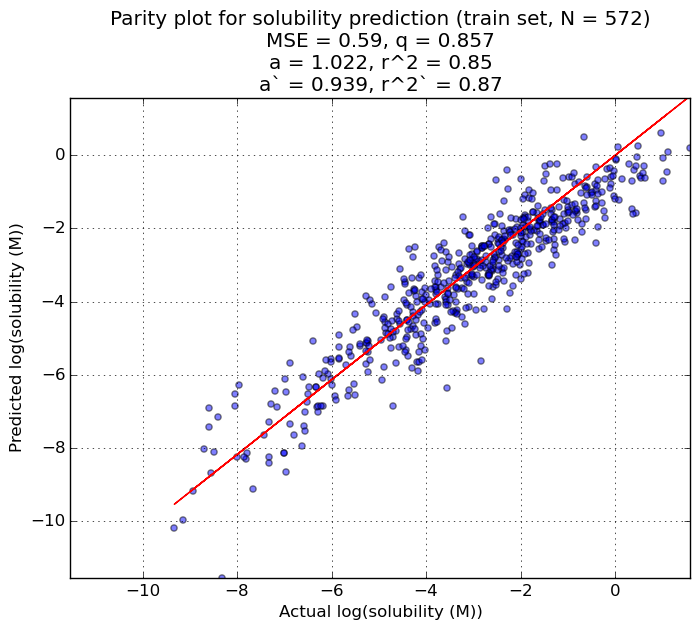 Parity plot for solubility prediction (train set, N = 572)
MSE = 0.59, q = 0.857
a = 1.022, r^2 = 0.85
a` = 0.939, r^2` = 0.87
Predicted log(solubility (M))
0
−2
−4
−6
−8
−10
−10 −8 −6 −4 −2 0
Actual log(solubility (M))